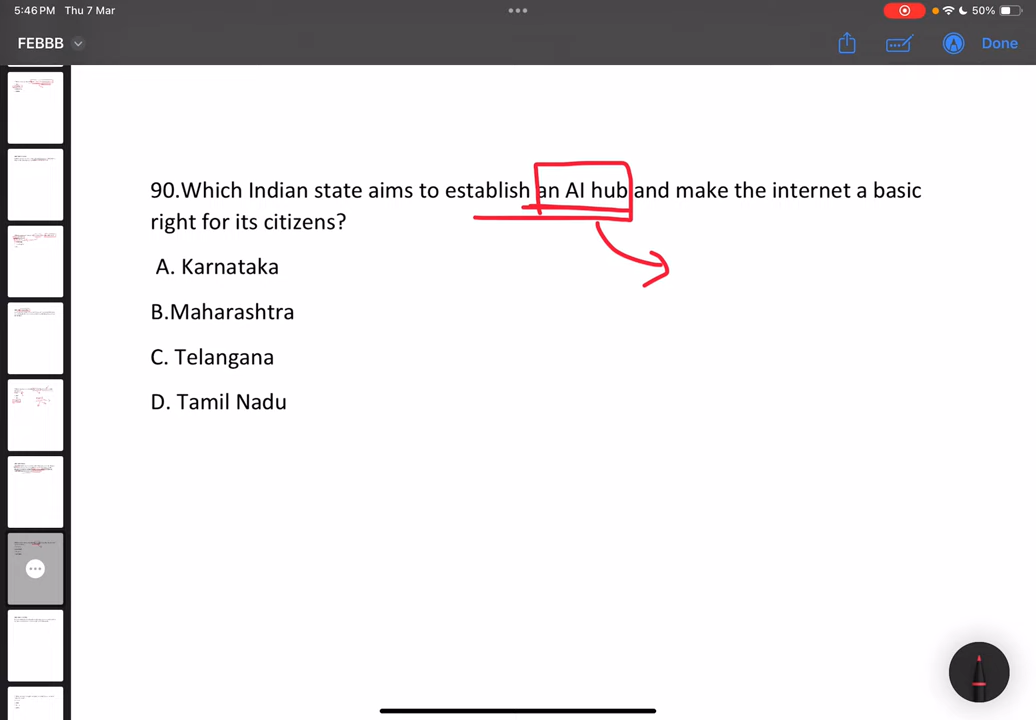 5:46 PM Thu 7 Mar
50%
FEBBB
Done
90.Which Indian state aims to establish an AI hub and make the internet a basic
right for its citizens?
A. Karnataka
B.Maharashtra
C. Telangana
D. Tamil Nadu